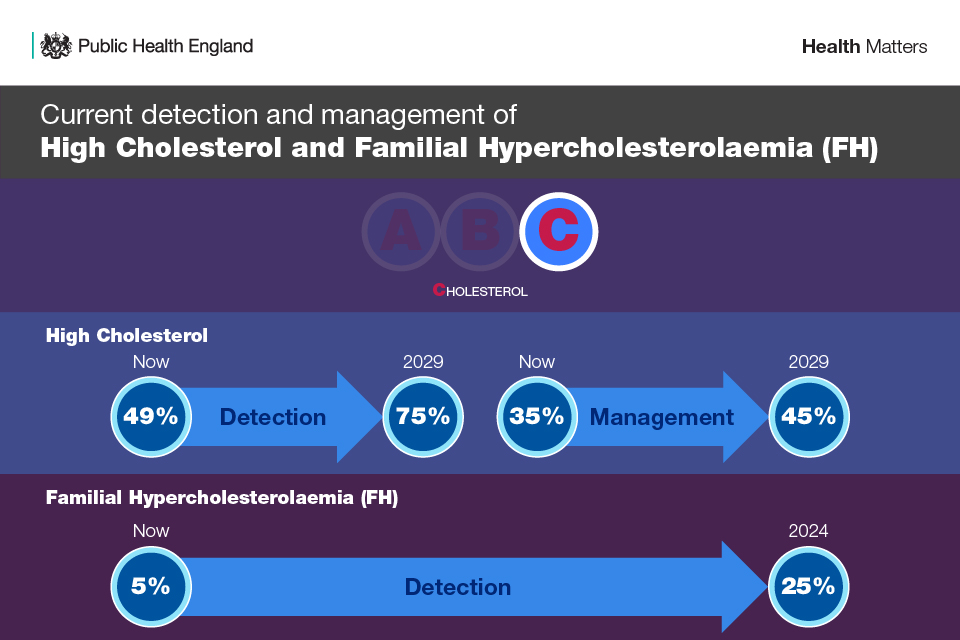 Public Health England
Health Matters
Current detection and management of
High Cholesterol and Familial Hypercholesterolaemia (FH)
A B C
CHOLESTEROL
High Cholesterol
Now 2029 Now 2029
49% Detection 75% 35% Management 45%
Familial Hypercholesterolaemia (FH)
Now 2024
5% Detection 25%